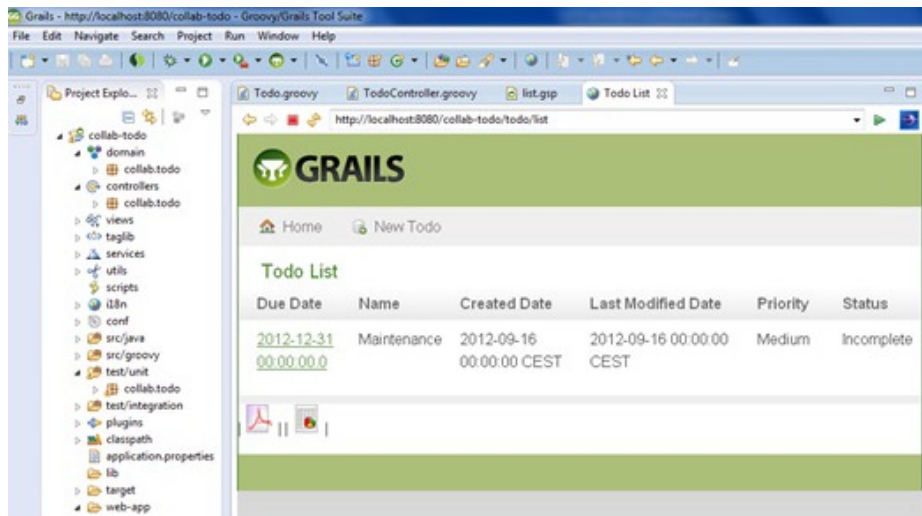 Grails - http://localhost:8080/collab-todo - Groovy/Grails Tool Suite
File Edit Navigate Search Project Run Window Help
Project Explo...
Todo.groovy TodoController.groovy list.gsp Todo List
http://localhost:8080/collab-todo/todo/list
collab-todo
domain
collab.todo
controllers
collab.todo
views
taglib
services
utils
scripts
i18n
conf
src/java
src/groovy
test/unit
collab.todo
test/integration
plugins
classpath
application.properties
lib
target
web-app
GRAILS
Home New Todo
Todo List
Due Date Name Created Date Last Modified Date Priority Status
2012-12-31 Maintenance 2012-09-16 2012-09-16 00:00:00 Medium Incomplete
00:00:00.0 00:00:00 CEST CEST
| || |